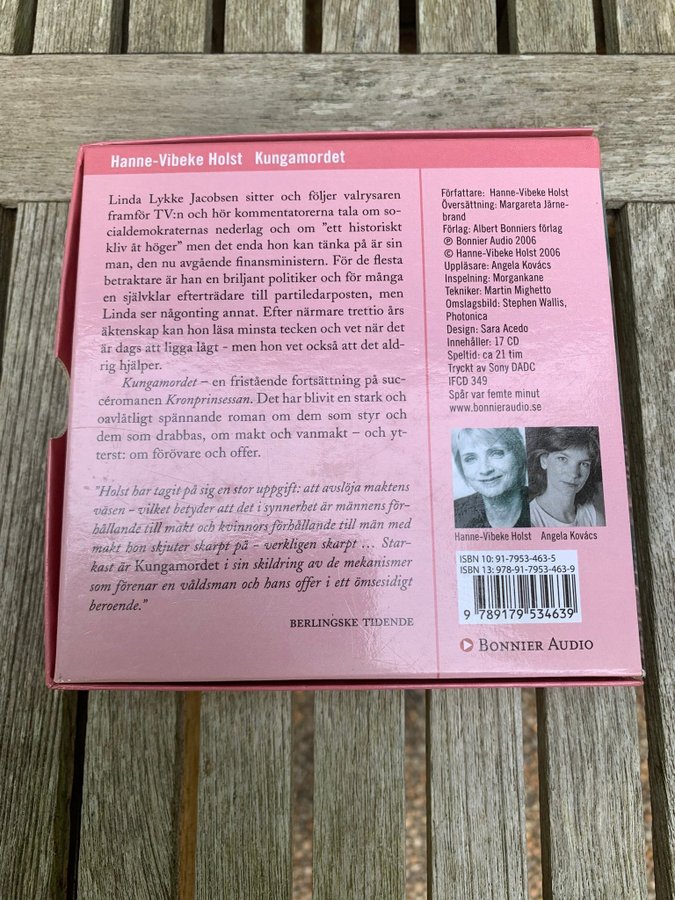 Hanne-Vibeke Holst Kungamordet
Linda Lykke Jacobsen sitter och följer valrysaren
framför TV:n och hör kommentatorerna tala om so-
cialdemokraternas nederlag och om "ett historiskt
kliv åt höger" men det enda hon kan tänka på är sin
man, den nu avgående finansministern. För de flesta
betraktare är han en briljant politiker och för många
en självklar efterträdare till partiledarposten, men
Linda ser någonting annat. Efter närmare trettio års
äktenskap kan hon läsa minsta tecken och vet när det
är dags att ligga lågt - men hon vet också att det ald-
rig hjälper.
Kungamordet – en fristående fortsättning på suc-
céromanen Kronprinsessan. Det har blivit en stark och
oavlåtligt spännande roman om dem som styr och
dem som drabbas, om makt och vanmakt – och yt-
terst: om förövare och offer.
"Holst har tagit på sig en stor uppgift: att avslöja maktens
väsen – vilket betyder att det i synnerhet är männens för-
hållande till makt och kvinnors förhållande till män med
makt hon skjuter skarpt på – verkligen skarpt … Star-
kast är Kungamordet i sin skildring av de mekanismer
som förenar en våldsman och hans offer i ett ömsesidigt
beroende."
BERLINGSKE TIDENDE
Författare: Hanne-Vibeke Holst
Översättning: Margareta Järne-
brand
Förlag: Albert Bonniers förlag
℗ Bonnier Audio 2006
© Hanne-Vibeke Holst 2006
Uppläsare: Angela Kovács
Inspelning: Morgankane
Tekniker: Martin Mighetto
Omslagsbild: Stephen Wallis,
Photonica
Design: Sara Acedo
Innehåller: 17 CD
Speltid: ca 21 tim
Tryckt av Sony DADC
IFCD 349
Spår var femte minut
www.bonnieraudio.se
Hanne-Vibeke Holst Angela Kovács
ISBN 10: 91-7953-463-5
ISBN 13: 978-91-7953-463-9
9 789179 534639
BONNIER AUDIO